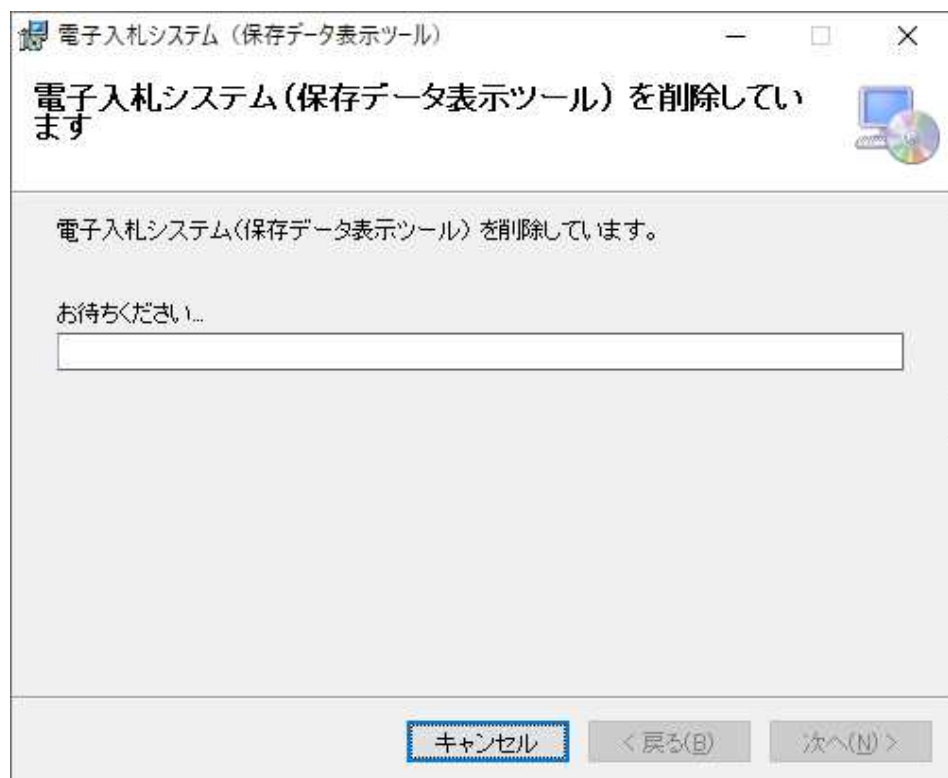 電子入札システム（保存データ表示ツール）
電子入札システム(保存データ表示ツール) を削除してい
ます
電子入札システム(保存データ表示ツール) を削除しています。
お待ちください...
キャンセル
< 戻る(B)
次へ(N) >